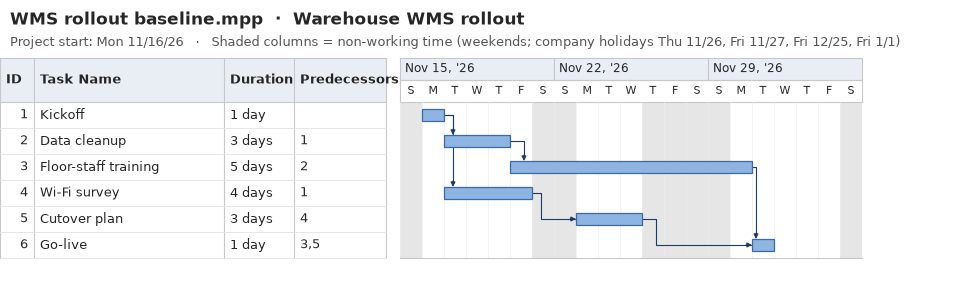 WMS rollout baseline.mpp · Warehouse WMS rollout
Project start: Mon 11/16/26 · Shaded columns = non-working time (weekends; company holidays Thu 11/26, Fri 11/27, Fri 12/25, Fri 1/1)
ID Task Name Duration Predecessors Nov 15, '26 Nov 22, '26 Nov 29, '26
S M T W T F S S M T W T F S S M T W T F S
1 Kickoff 1 day
2 Data cleanup 3 days 1
3 Floor-staff training 5 days 2
4 Wi-Fi survey 4 days 1
5 Cutover plan 3 days 4
6 Go-live 1 day 3,5